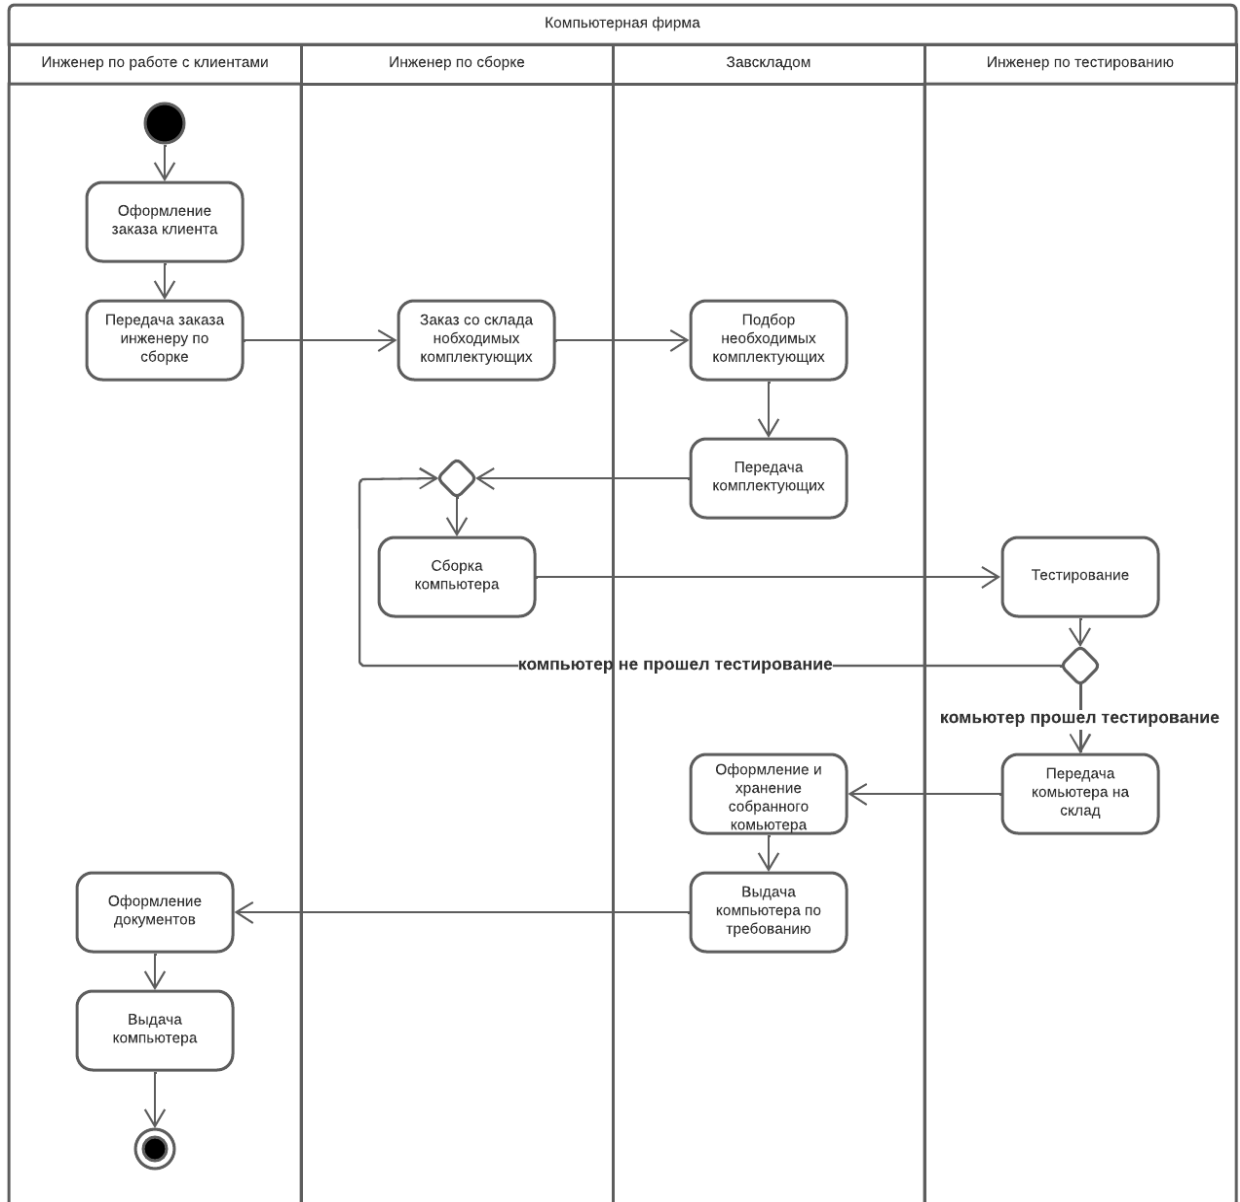 Компьютерная фирма
Инженер по работе с клиентами
Инженер по сборке
Завскладом
Инженер по тестированию
Оформление
заказа клиента
Передача заказа
инженеру по
сборке
Заказ со склада
нобходимых
комплектующих
Подбор
необходимых
комплектующих
Передача
комплектующих
Сборка
компьютера
Тестирование
компьютер не прошел тестирование
комьютер прошел тестирование
Передача
комьютера на
склад
Оформление и
хранение
собранного
комьютера
Выдача
компьютера по
требованию
Оформление
документов
Выдача
компьютера